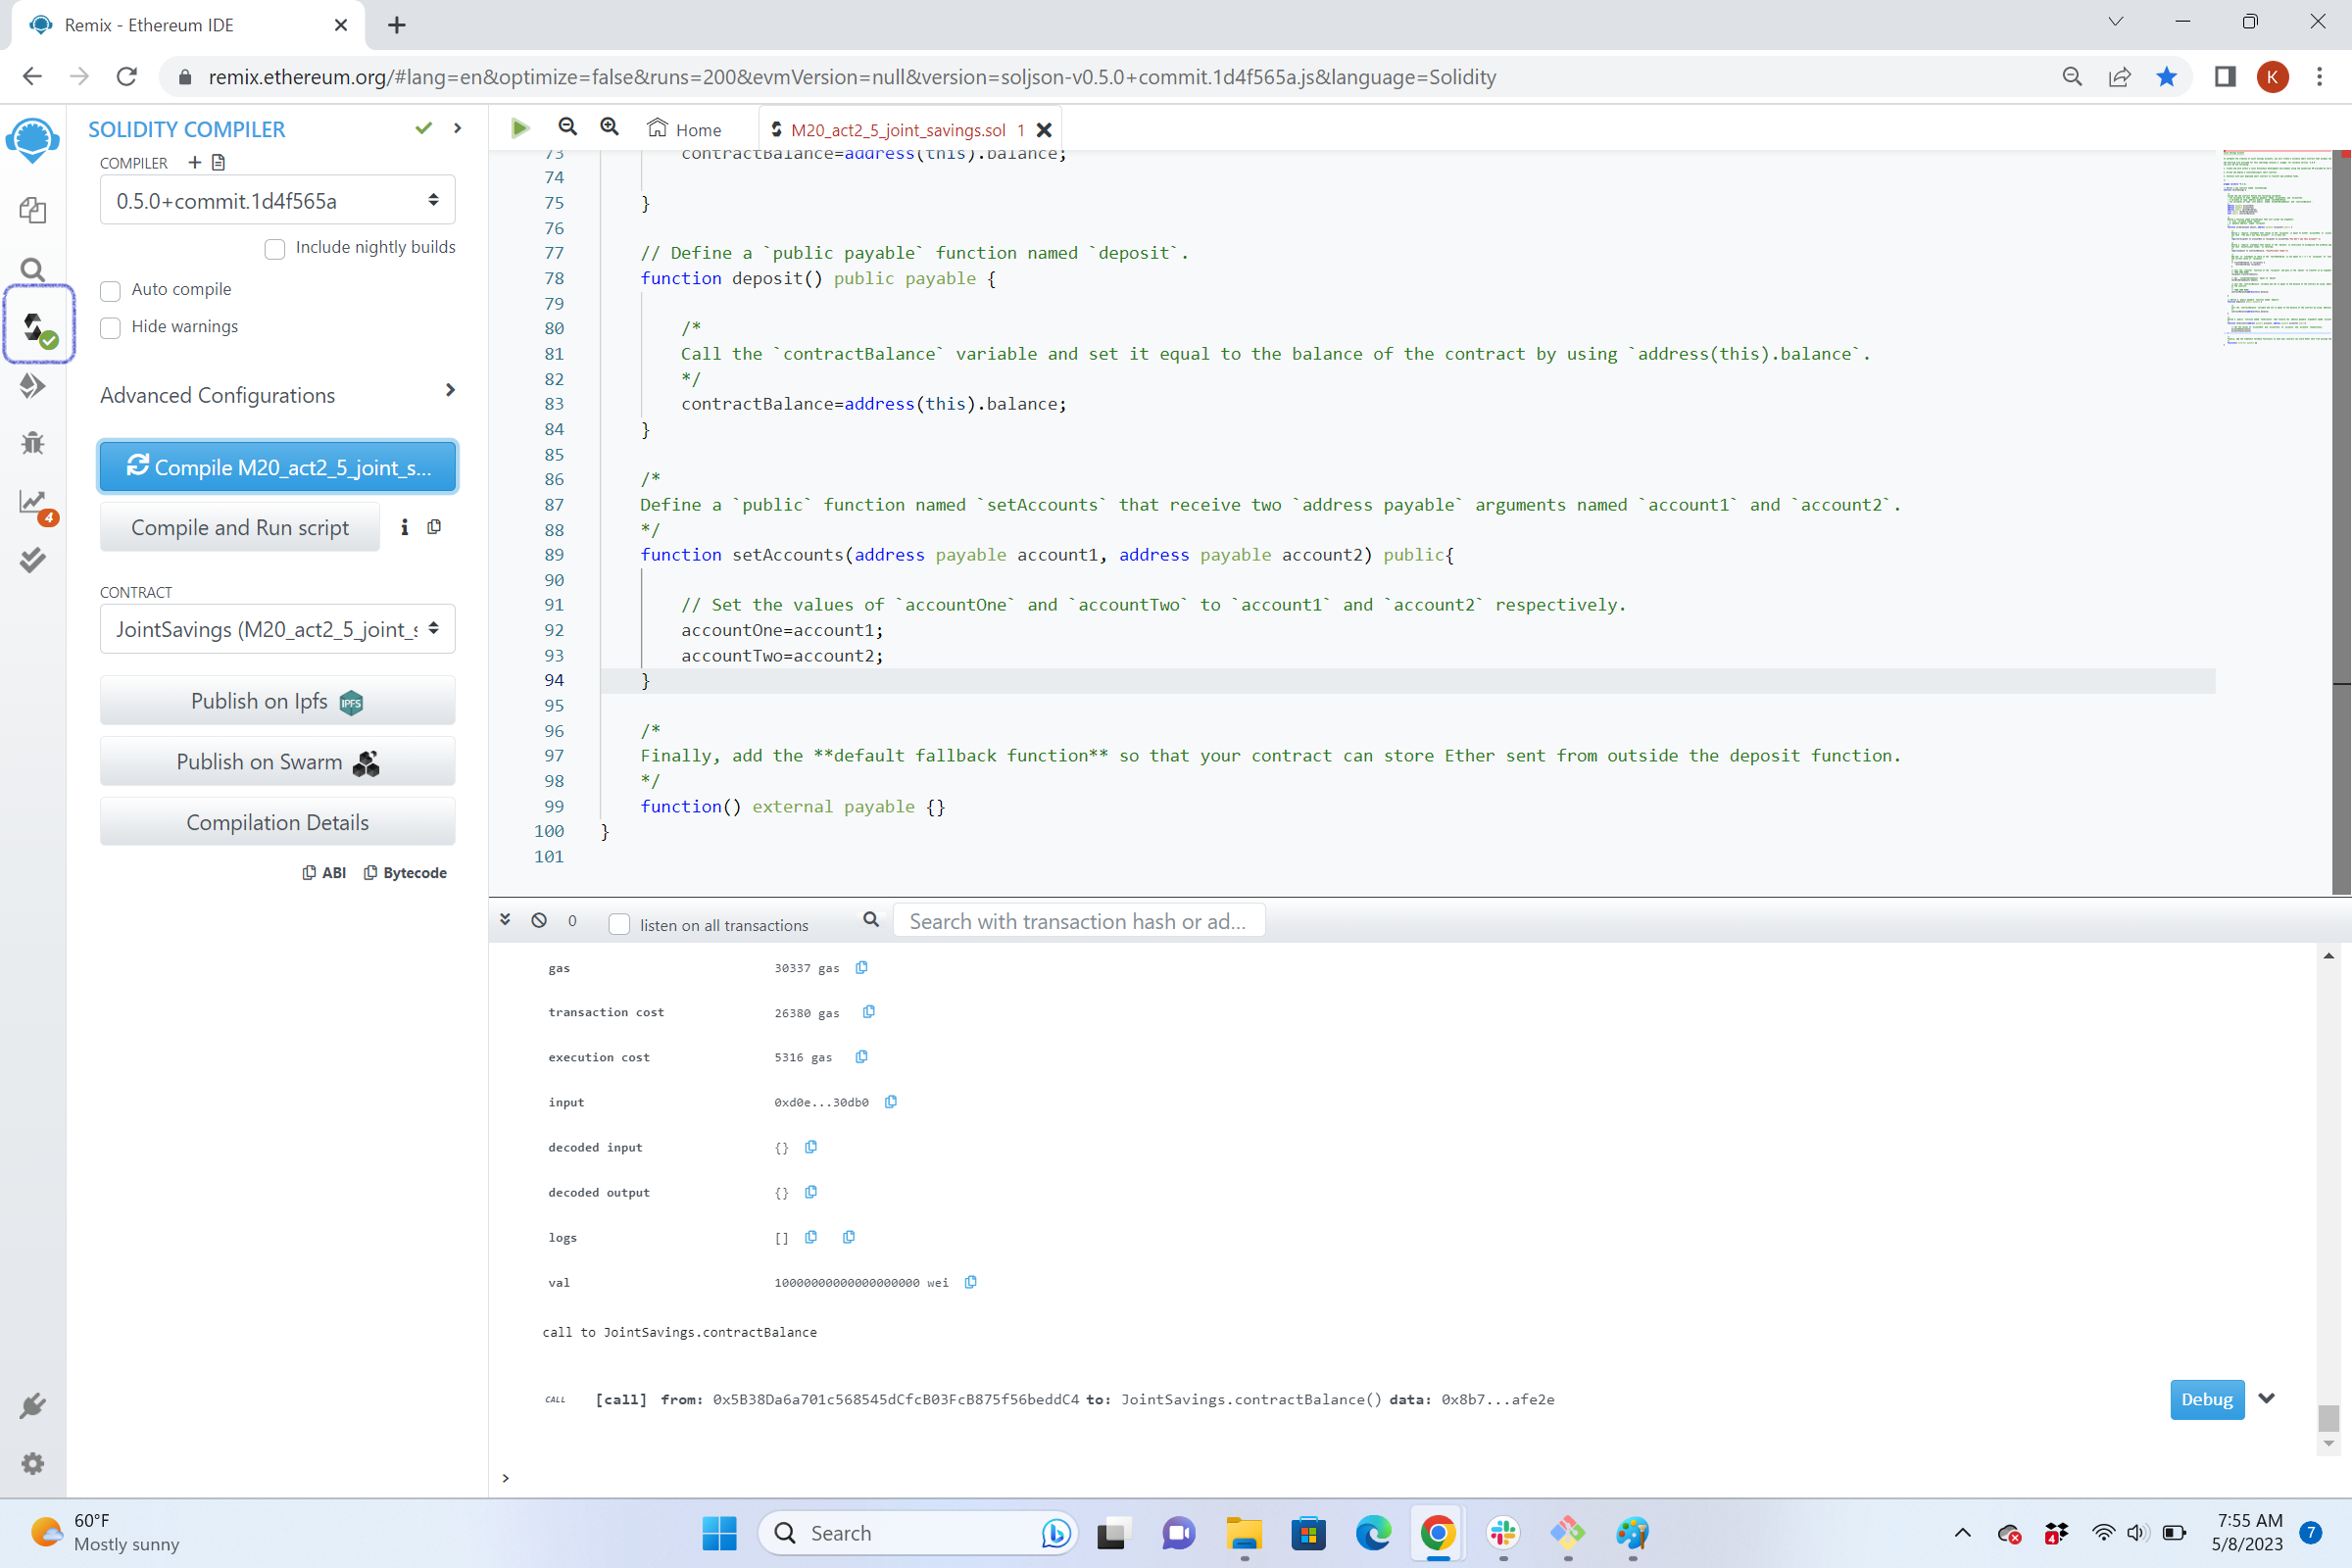 Remix - Ethereum IDE
remix.ethereum.org/#lang=en&optimize=false&runs=200&evmVersion=null&version=soljson-v0.5.0+commit.1d4f565a.js&language=Solidity
K
SOLIDITY COMPILER
COMPILER
0.5.0+commit.1d4f565a
Include nightly builds
Auto compile
Hide warnings
Advanced Configurations
Compile M20_act2_5_joint_s...
Compile and Run script
4
CONTRACT
JointSavings (M20_act2_5_joint_s
Publish on Ipfs IPFS
Publish on Swarm
Compilation Details
ABI Bytecode
Home M20_act2_5_joint_savings.sol 1
73 contractBalance=address(this).balance;
74
75 }
76
77 // Define a `public payable` function named `deposit`.
78 function deposit() public payable {
79
80 /*
81 Call the `contractBalance` variable and set it equal to the balance of the contract by using `address(this).balance`.
82 */
83 contractBalance=address(this).balance;
84 }
85
86 /*
87 Define a `public` function named `setAccounts` that receive two `address payable` arguments named `account1` and `account2`.
88 */
89 function setAccounts(address payable account1, address payable account2) public{
90
91 // Set the values of `accountOne` and `accountTwo` to `account1` and `account2` respectively.
92 accountOne=account1;
93 accountTwo=account2;
94 }
95
96 /*
97 Finally, add the **default fallback function** so that your contract can store Ether sent from outside the deposit function.
98 */
99 function() external payable {}
100 }
101
0 listen on all transactions Search with transaction hash or ad...
gas 30337 gas
transaction cost 26380 gas
execution cost 5316 gas
input 0xd0e...30db0
decoded input {}
decoded output {}
logs []
val 10000000000000000000 wei
call to JointSavings.contractBalance
CALL [call] from: 0x5B38Da6a701c568545dCfcB03FcB875f56beddC4 to: JointSavings.contractBalance() data: 0x8b7...afe2e
Debug
>
60°F
Mostly sunny
Search
4
7:55 AM
5/8/2023
7